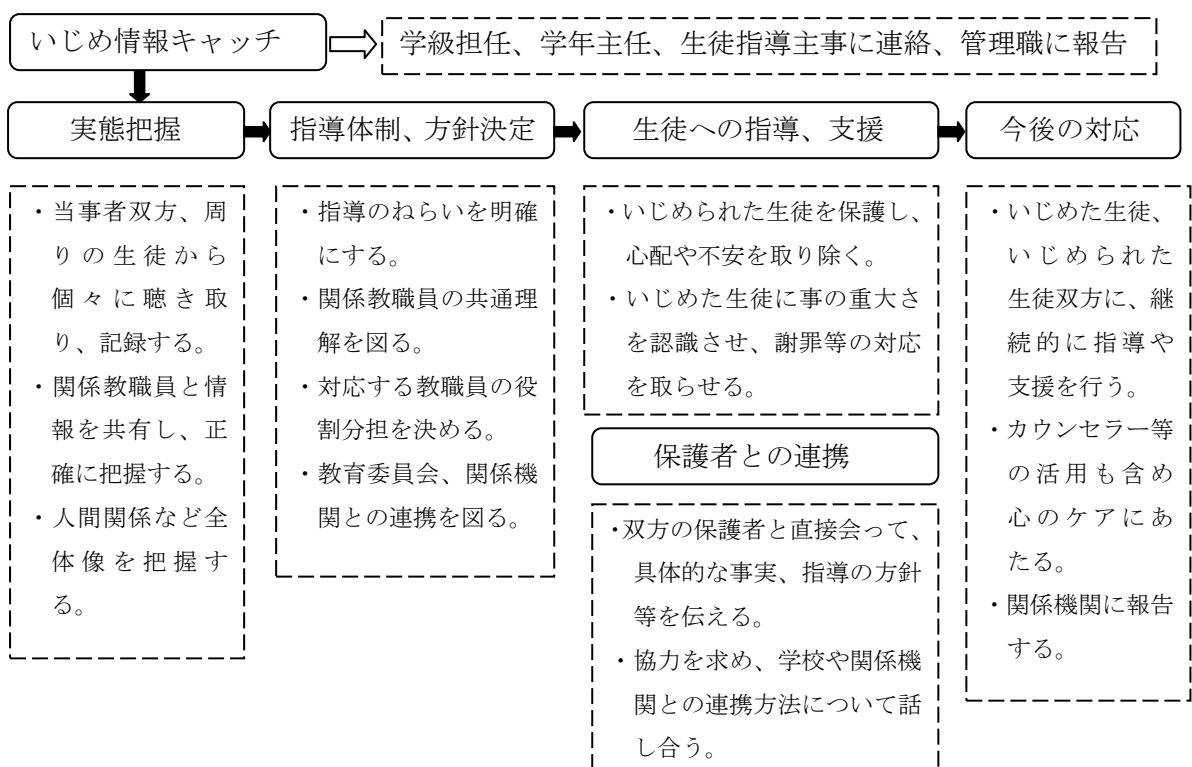 いじめ情報キャッチ
学級担任、学年主任、生徒指導主事に連絡、管理職に報告
実態把握
指導体制、方針決定
生徒への指導、支援
今後の対応
・当事者双方、周
りの生徒から
個々に聴き取
り、記録する。
・関係教職員と情
報を共有し、正
確に把握する。
・人間関係など全
体像を把握す
る。
・指導のねらいを明確
にする。
・関係教職員の共通理
解を図る。
・対応する教職員の役
割分担を決める。
・教育委員会、関係機
関との連携を図る。
・いじめられた生徒を保護し、
心配や不安を取り除く。
・いじめた生徒に事の重大さ
を認識させ、謝罪等の対応
を取らせる。
保護者との連携
・双方の保護者と直接会って、
具体的な事実、指導の方針
等を伝える。
・協力を求め、学校や関係機
関との連携方法について話
し合う。
・いじめた生徒、
いじめられた
生徒双方に、継
続的に指導や
支援を行う。
・カウンセラー等
の活用も含め
心のケアにあ
たる。
・関係機関に報告
する。